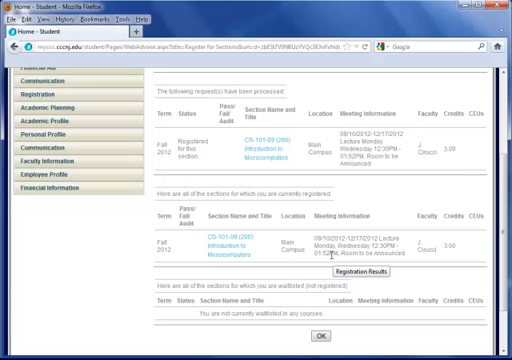 Home - Student - Mozilla Firefox
File Edit View History Bookmarks Tools Help
Home - Student
Google
Financial Aid
Communication
Registration
Academic Planning
Academic Profile
Personal Profile
Communication
Faculty Information
Employee Profile
Financial Information
The following request(s) have been processed:
Term Status Pass/ Fail/ Audit Section Name and Title Location Meeting Information Faculty Credits CEUs
Fall 2012
Registered for this section
CS-101-09 (200)
Introduction to
Microcomputers
Main
Campus
09/10/2012-12/17/2012
Lecture Monday,
Wednesday 12:30PM -
01:52PM, Room to be
Announced
J.
Cirucci
3.00
Here are all of the sections for which you are currently registered.
Term Pass/ Fail/ Audit Section Name and Title Location Meeting Information Faculty Credits CEUs
Fall 2012
CS-101-09 (200)
Introduction to
Microcomputers
Main
Campus
09/10/2012-12/17/2012 Lecture
Monday, Wednesday 12:30PM -
01:52PM, Room to be Announced
J.
Cirucci
3.00
Registration Results
Here are all of the sections for which you are waitlisted (not registered)
Term Status Section Name and Title Location Meeting Information Faculty Credits CEUs
You are not currently waitlisted in any courses.
OK